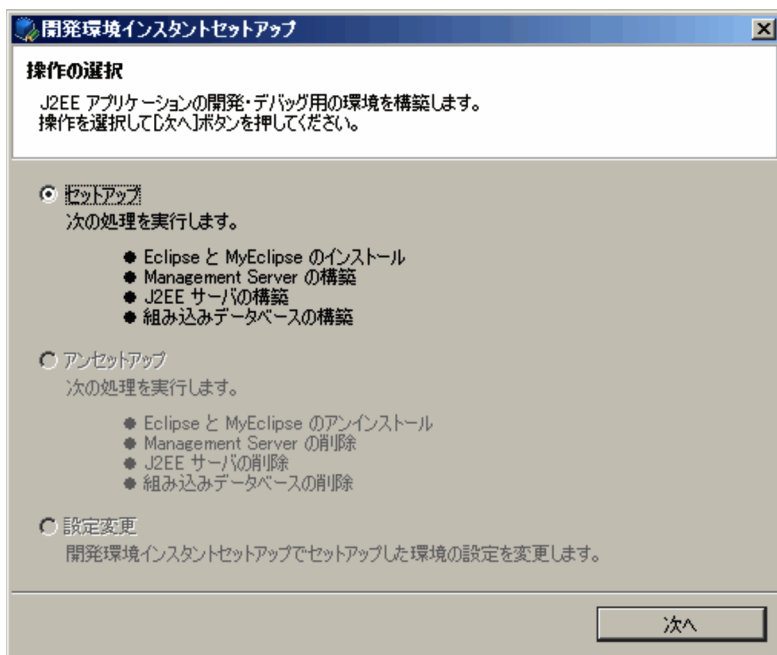 開発環境インスタントセットアップ
操作の選択
J2EE アプリケーションの開発・デバッグ用の環境を構築します。
操作を選択して[次へ]ボタンを押してください。
セットアップ
次の処理を実行します。
● Eclipse と MyEclipse のインストール
● Management Server の構築
● J2EE サーバの構築
● 組み込みデータベースの構築
アンセットアップ
次の処理を実行します。
● Eclipse と MyEclipse のアンインストール
● Management Server の削除
● J2EE サーバの削除
● 組み込みデータベースの削除
設定変更
開発環境インスタントセットアップでセットアップした環境の設定を変更します。
次へ